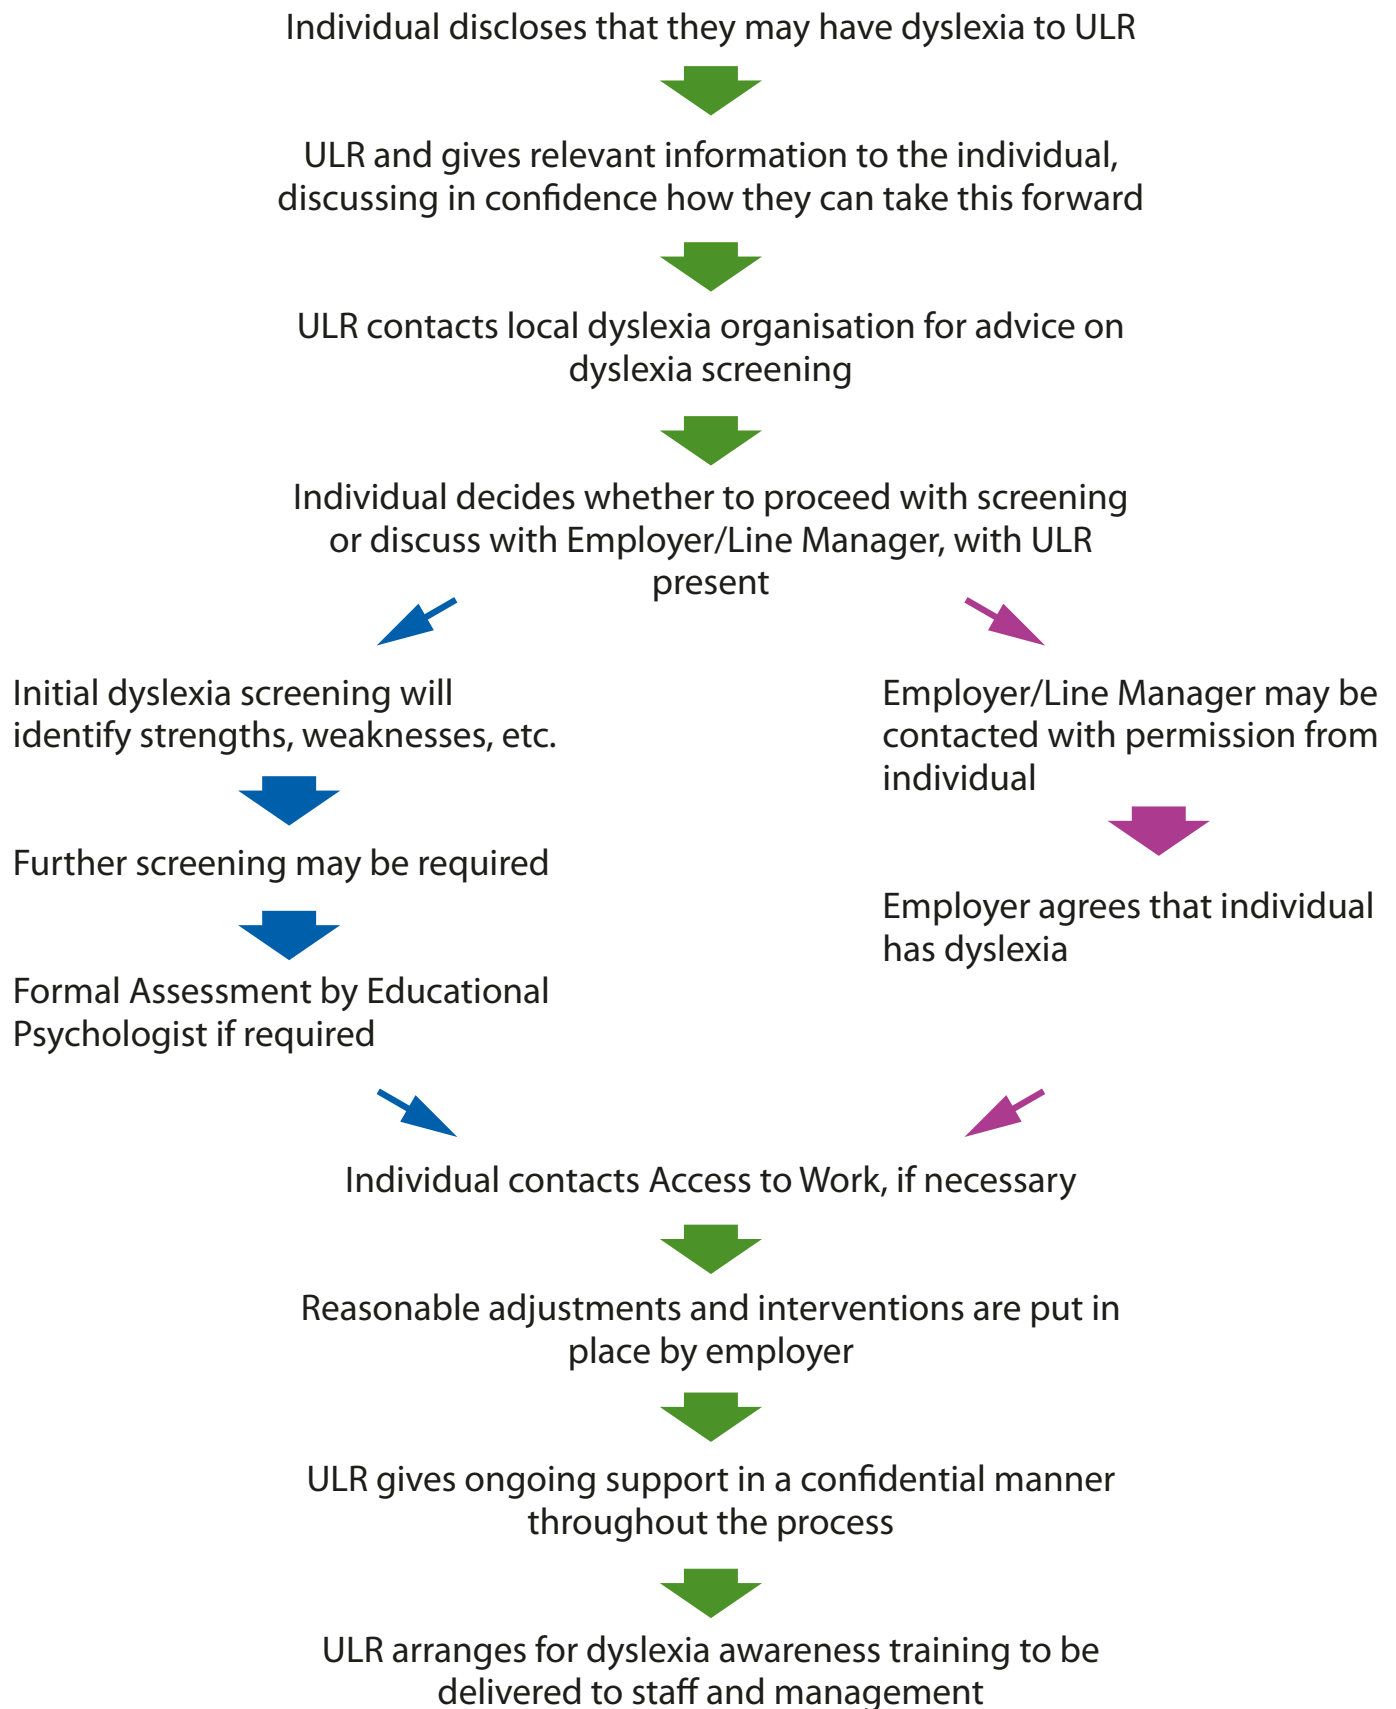 Individual discloses that they may have dyslexia to ULR
ULR and gives relevant information to the individual,
discussing in confidence how they can take this forward
ULR contacts local dyslexia organisation for advice on
dyslexia screening
Individual decides whether to proceed with screening
or discuss with Employer/Line Manager, with ULR
present
Initial dyslexia screening will
identify strengths, weaknesses, etc.
Further screening may be required
Formal Assessment by Educational
Psychologist if required
Employer/Line Manager may be
contacted with permission from
individual
Employer agrees that individual
has dyslexia
Individual contacts Access to Work, if necessary
Reasonable adjustments and interventions are put in
place by employer
ULR gives ongoing support in a confidential manner
throughout the process
ULR arranges for dyslexia awareness training to be
delivered to staff and management